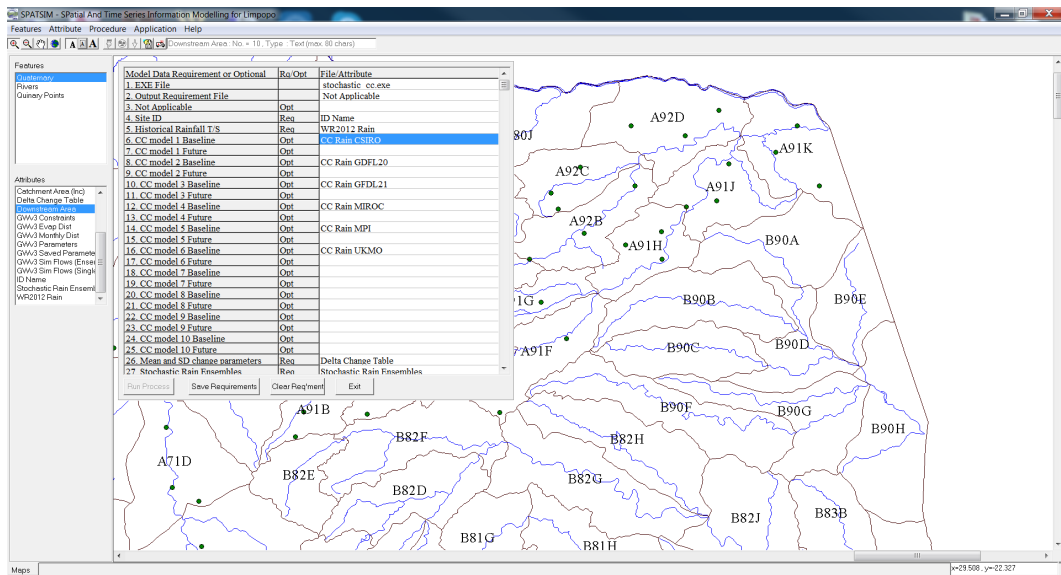 SPATSIM - SPatial And Time Series Information Modelling for Limpopo
Features Attribute Procedure Application Help
A A A Downstream Area : No. = 10, Type : Text (max. 80 chars)
Features
Quaternary
Rivers
Quinary Points
Attributes
Catchment Area (Inc)
Delta Change Table
Downstream Area
GWv3 Constraints
GWv3 Evap Dist
GWv3 Monthly Dist
GWv3 Parameters
GWv3 Saved Paramete
GWv3 Sim Flows (Ense
GWv3 Sim Flows (Singl
ID Name
Stochastic Rain Ensembl
WR2012 Rain
Model Data Requirement or Optional Rq/Opt File/Attribute
1. EXE File stochastic_cc.exe
2. Output Requirement File Not Applicable
3. Not Applicable Opt
4. Site ID Req ID Name
5. Historical Rainfall T/S Req WR2012 Rain
6. CC model 1 Baseline Opt CC Rain CSIRO
7. CC model 1 Future Opt
8. CC model 2 Baseline Opt CC Rain GDFL20
9. CC model 2 Future Opt
10. CC model 3 Baseline Opt CC Rain GFDL21
11. CC model 3 Future Opt
12. CC model 4 Baseline Opt CC Rain MIROC
13. CC model 4 Future Opt
14. CC model 5 Baseline Opt CC Rain MPI
15. CC model 5 Future Opt
16. CC model 6 Baseline Opt CC Rain UKMO
17. CC model 6 Future Opt
18. CC model 7 Baseline Opt
19. CC model 7 Future Opt
20. CC model 8 Baseline Opt
21. CC model 8 Future Opt
22. CC model 9 Baseline Opt
23. CC model 9 Future Opt
24. CC model 10 Baseline Opt
25. CC model 10 Future Opt
26. Mean and SD change parameters Req Delta Change Table
27. Stochastic Rain Ensembles Req Stochastic Rain Ensembles
Run Process Save Requirements Clear Req'ment Exit
80J
A92D
A91K
A92C
A91J
A92B
A91H
B90A
1G
B90B
B90E
A91F
B90C
B90D
B90F
B90G
A91B
B90H
B82F
B82H
A71D
B82E
B82D
B82G
B82J
B83B
B81G
B81H
Maps x=29.508, y=-22.327